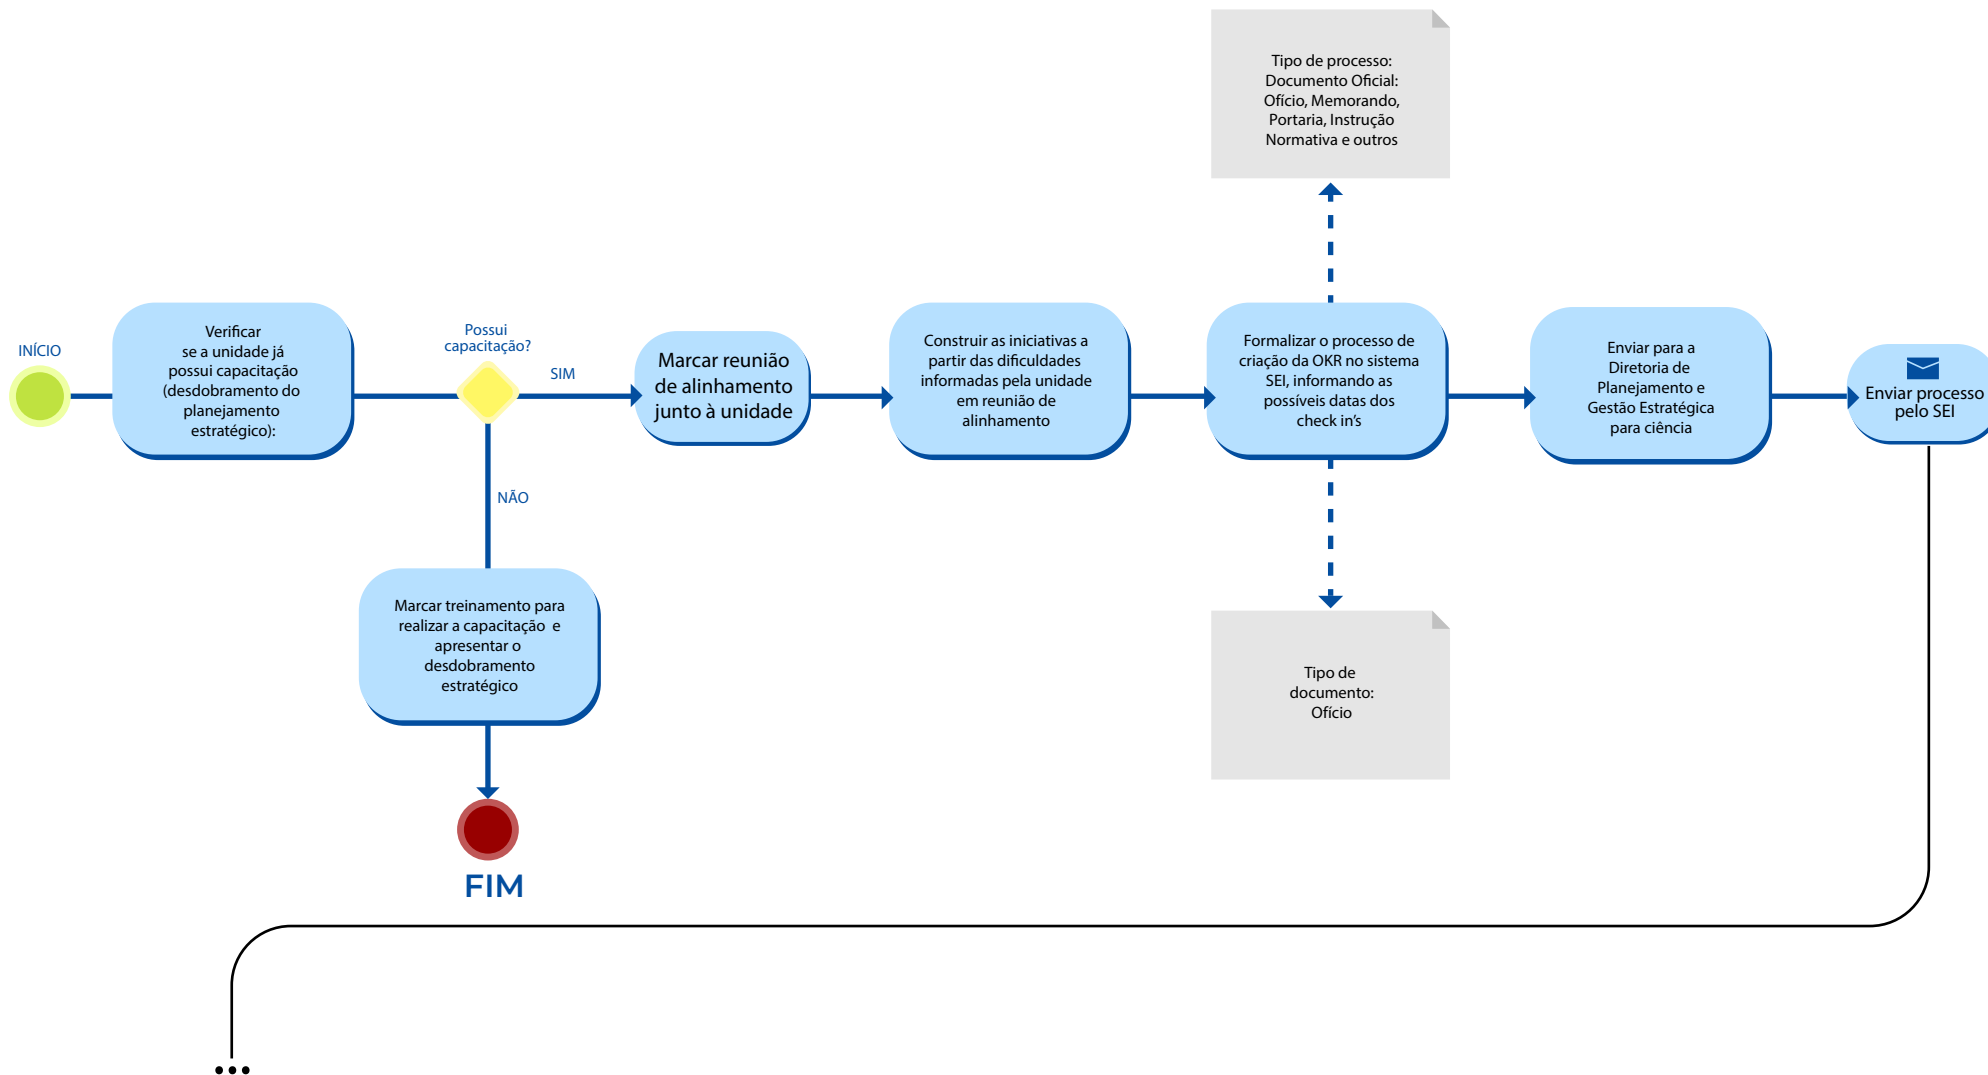 Tipo de processo:
Documento Oficial:
Ofício, Memorando,
Portaria, Instrução
Normativa e outros
INÍCIO
Verificar
se a unidade já
possui capacitação
(desdobramento do
planejamento
estratégico):
Possui
capacitação?
SIM
NÃO
Marcar reunião
de alinhamento
junto à unidade
Construir as iniciativas a
partir das dificuldades
informadas pela unidade
em reunião de
alinhamento
Formalizar o processo de
criação da OKR no sistema
SEI, informando as
possíveis datas dos
check in's
Enviar para a
Diretoria de
Planejamento e
Gestão Estratégica
para ciência
Enviar processo
pelo SEI
Marcar treinamento para
realizar a capacitação e
apresentar o
desdobramento
estratégico
Tipo de
documento:
Ofício
FIM
...